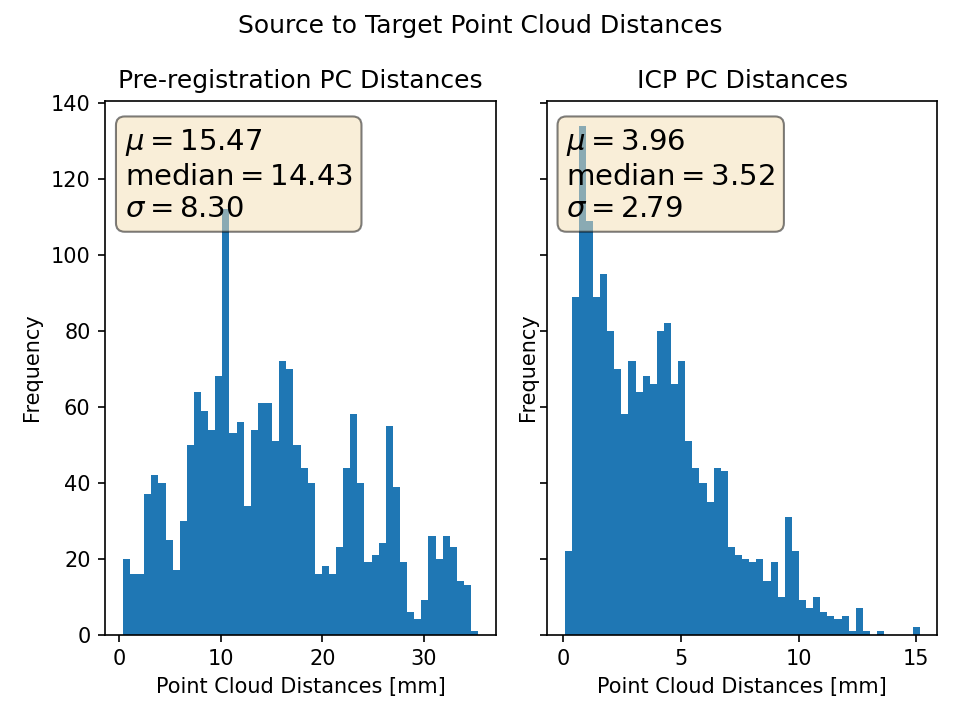 Source to Target Point Cloud Distances
Pre-registration PC Distances
μ = 15.47
median = 14.43
σ = 8.30
Frequency
140
120
100
80
60
40
20
0
0 10 20 30
Point Cloud Distances [mm]
ICP PC Distances
μ = 3.96
median = 3.52
σ = 2.79
Frequency
0 5 10 15
Point Cloud Distances [mm]